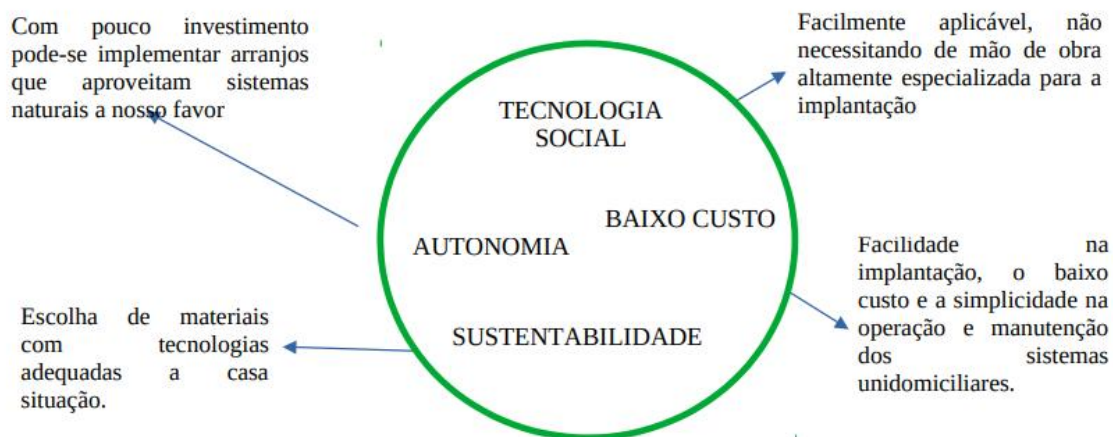 Com pouco investimento
pode-se implementar arranjos
que aproveitam sistemas
naturais a nosso favor
Facilmente aplicável, não
necessitando de mão de obra
altamente especializada para a
implantação
TECNOLOGIA
SOCIAL
BAIXO CUSTO
AUTONOMIA
SUSTENTABILIDADE
Escolha de materiais
com tecnologias
adequadas a casa
situação.
Facilidade na
implantação, o baixo
custo e a simplicidade na
operação e manutenção
dos sistemas
unidomiciliares.